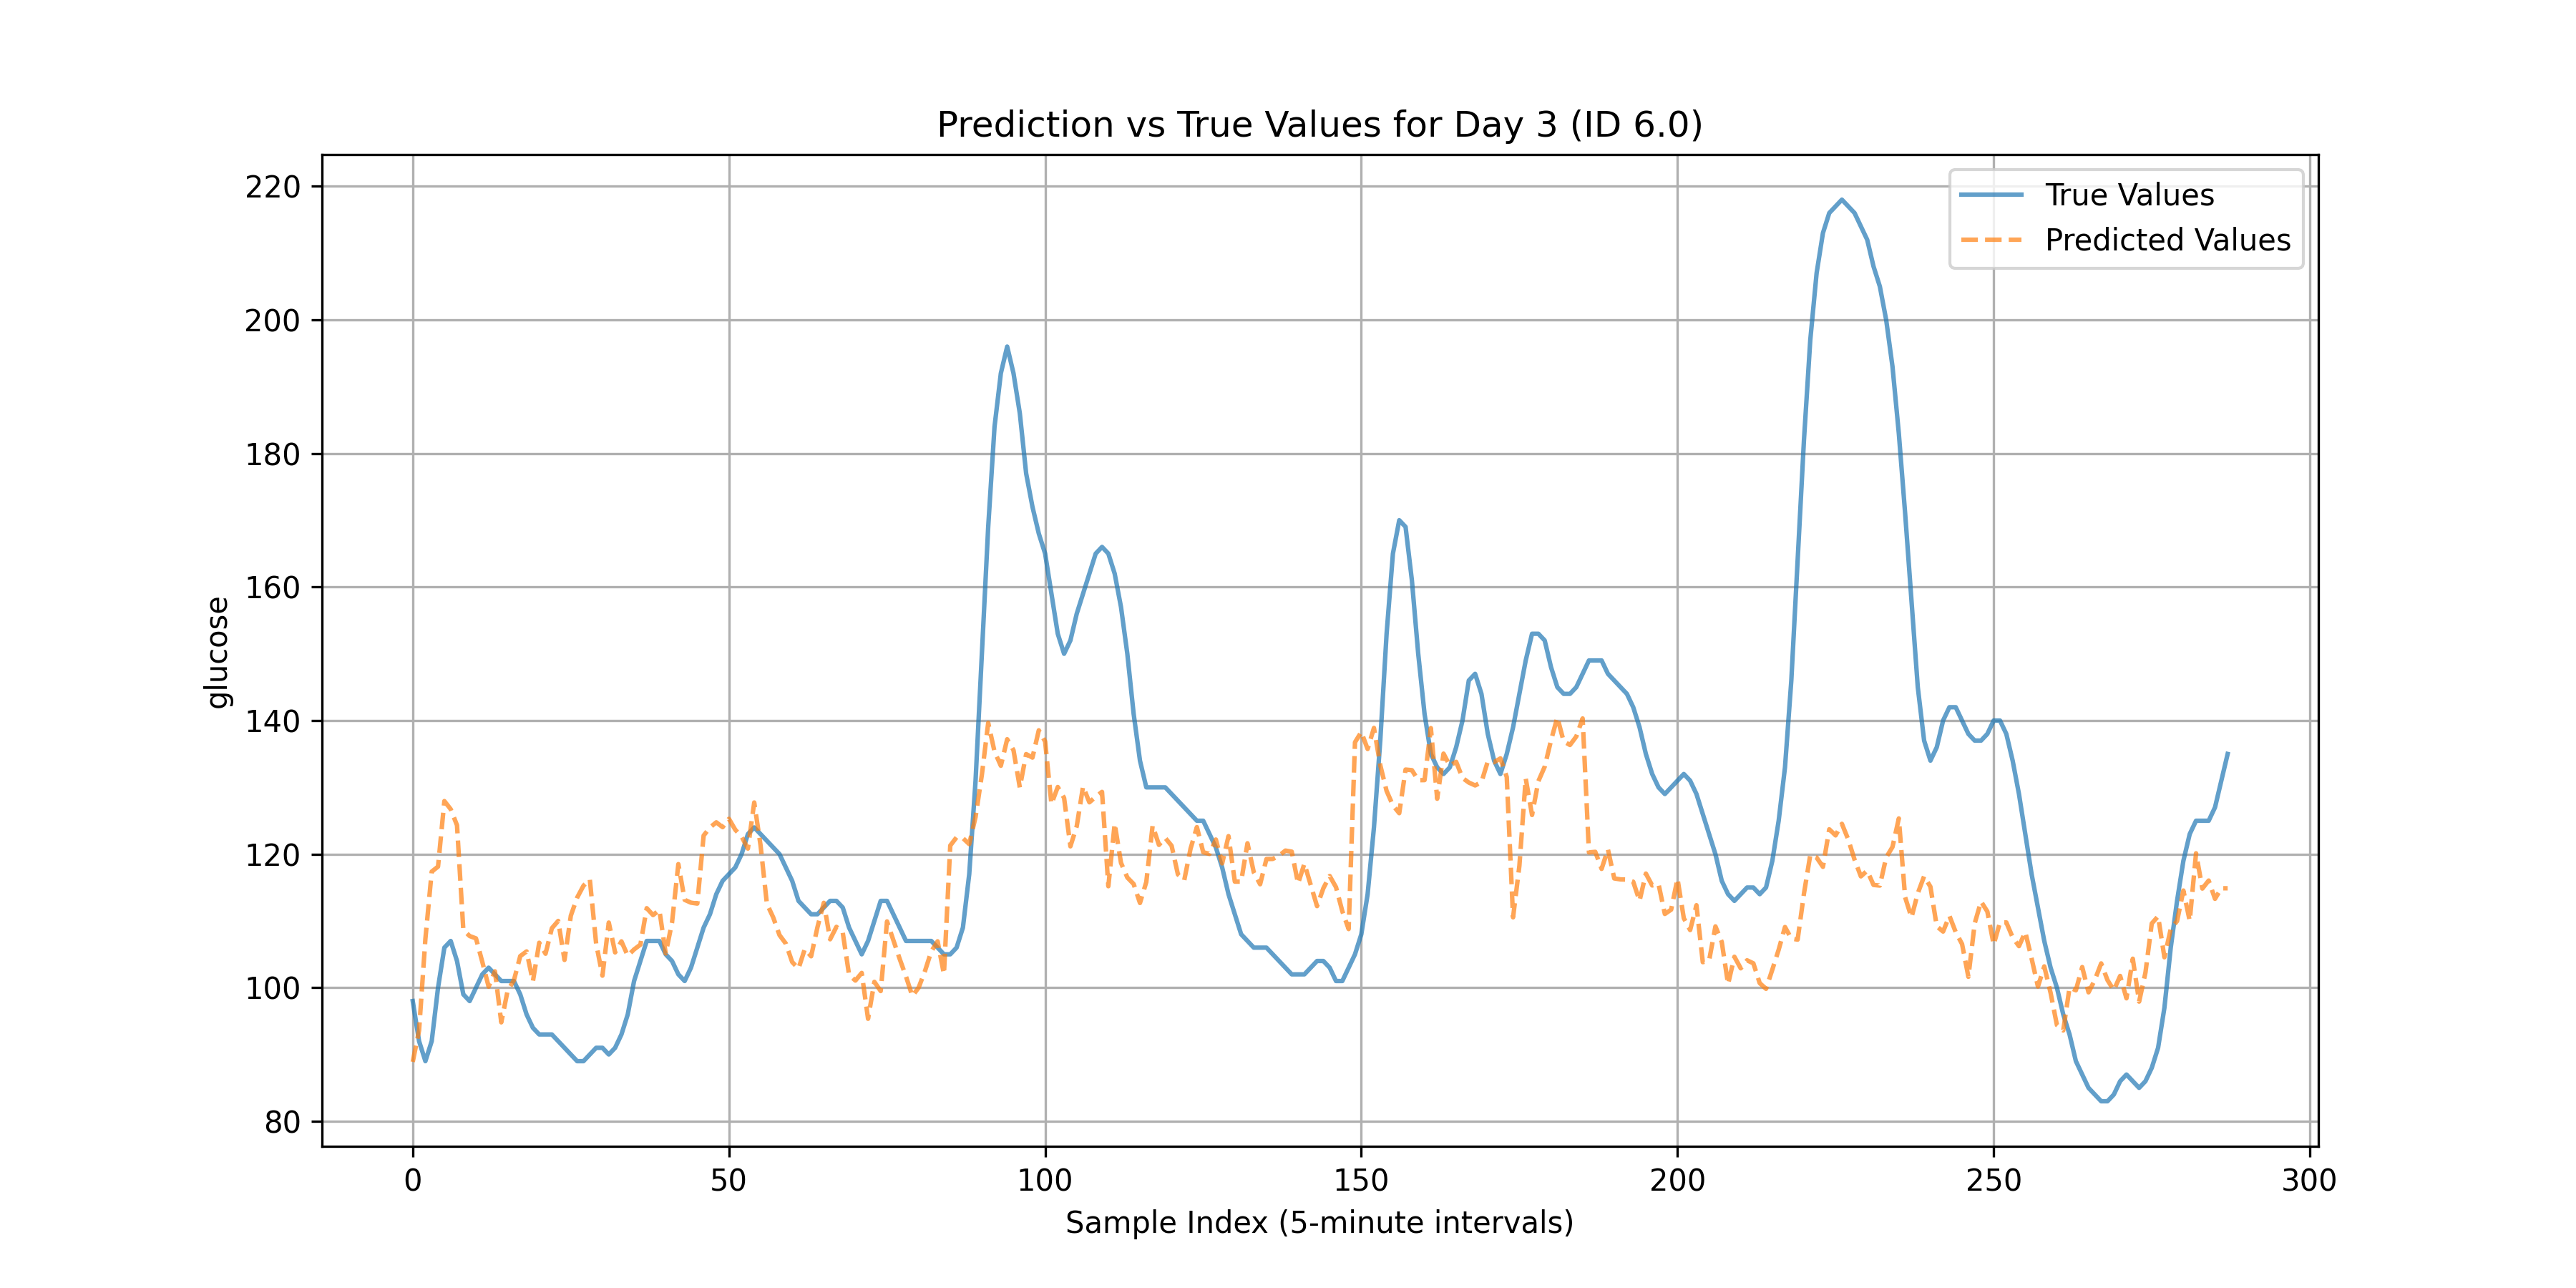 Prediction vs True Values for Day 3 (ID 6.0)
True Values
Predicted Values
220
200
180
160
140
120
100
80
glucose
0 50 100 150 200 250 300
Sample Index (5-minute intervals)